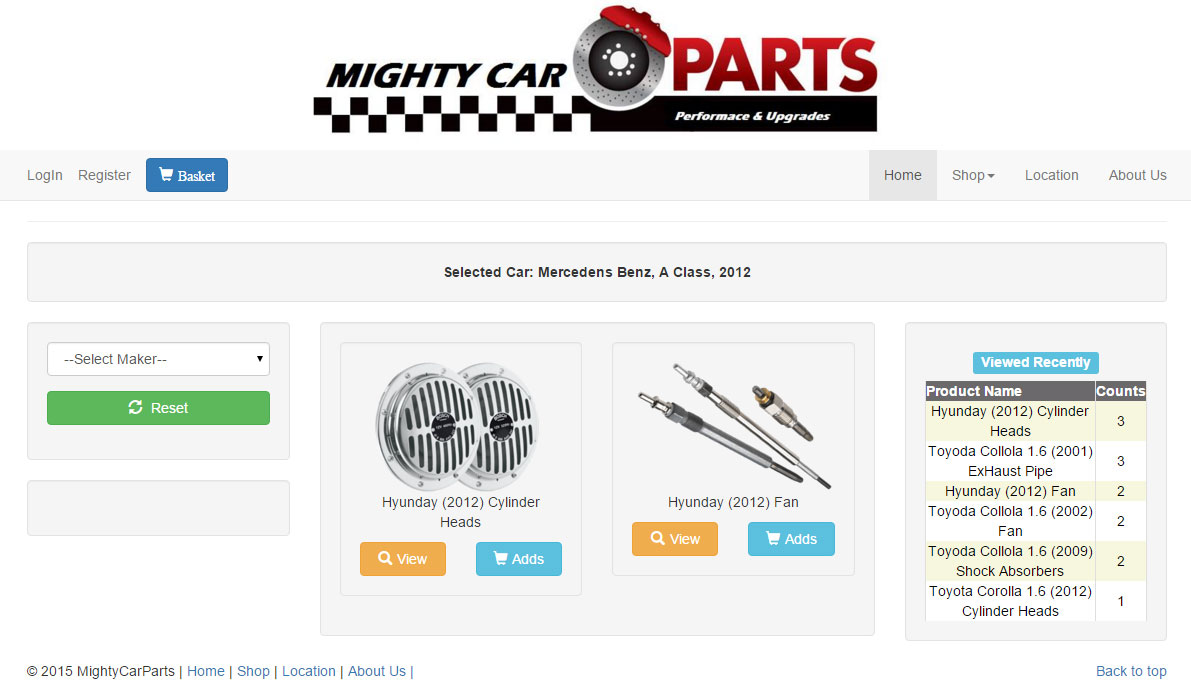 MIGHTY CAR PARTS
Performace & Upgrades
LogIn Register Basket Home Shop Location About Us
Selected Car: Mercedens Benz, A Class, 2012
--Select Maker--
Reset
Hyunday (2012) Cylinder
Heads
View Adds
Hyunday (2012) Fan
View Adds
Viewed Recently
Product Name Counts
Hyunday (2012) Cylinder
Heads 3
Toyoda Collola 1.6 (2001)
ExHaust Pipe 3
Hyunday (2012) Fan 2
Toyoda Collola 1.6 (2002)
Fan 2
Toyoda Collola 1.6 (2009)
Shock Absorbers 2
Toyota Corolla 1.6 (2012)
Cylinder Heads 1
© 2015 MightyCarParts | Home | Shop | Location | About Us | Back to top